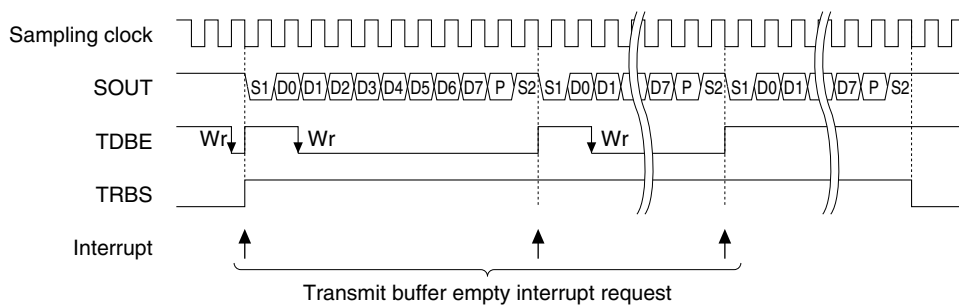 Sampling clock
SOUT S1 D0 D1 D2 D3 D4 D5 D6 D7 P S2 S1 D0 D1 D7 P S2 S1 D0 D1 D7 P S2
TDBE Wr Wr Wr
TRBS
Interrupt
Transmit buffer empty interrupt request